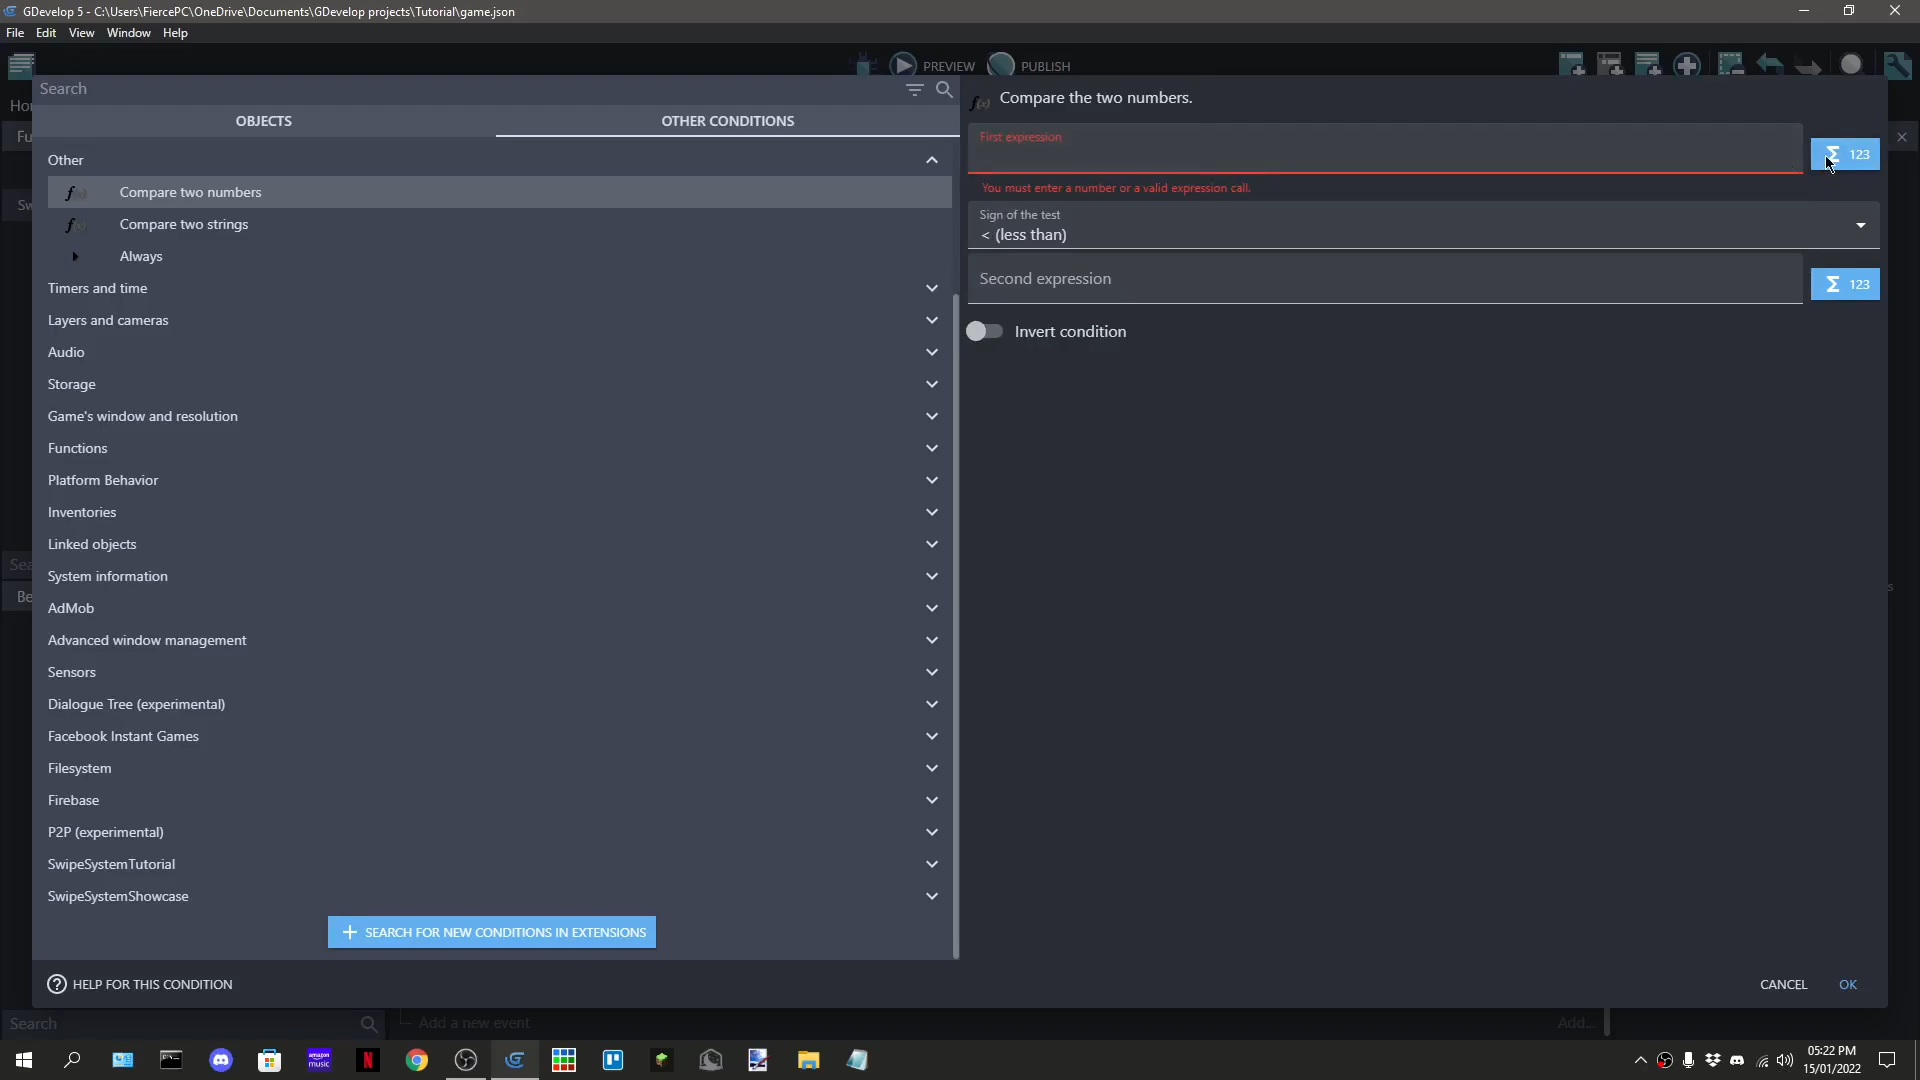 GDevelop 5 - C:\Users\FiercePC\OneDrive\Documents\GDevelop projects\Tutorial\game.json
File Edit View Window Help
PREVIEW PUBLISH
Search
OBJECTS OTHER CONDITIONS
Other
Compare two numbers
Compare two strings
Always
Timers and time
Layers and cameras
Audio
Storage
Game's window and resolution
Functions
Platform Behavior
Inventories
Linked objects
System information
AdMob
Advanced window management
Sensors
Dialogue Tree (experimental)
Facebook Instant Games
Filesystem
Firebase
P2P (experimental)
SwipeSystemTutorial
SwipeSystemShowcase
SEARCH FOR NEW CONDITIONS IN EXTENSIONS
HELP FOR THIS CONDITION
Compare the two numbers.
First expression
Σ 123
You must enter a number or a valid expression call.
Sign of the test
< (less than)
Second expression
Σ 123
Invert condition
CANCEL OK
Search
Add a new event
Add...
amazon music
N
05:22 PM
15/01/2022